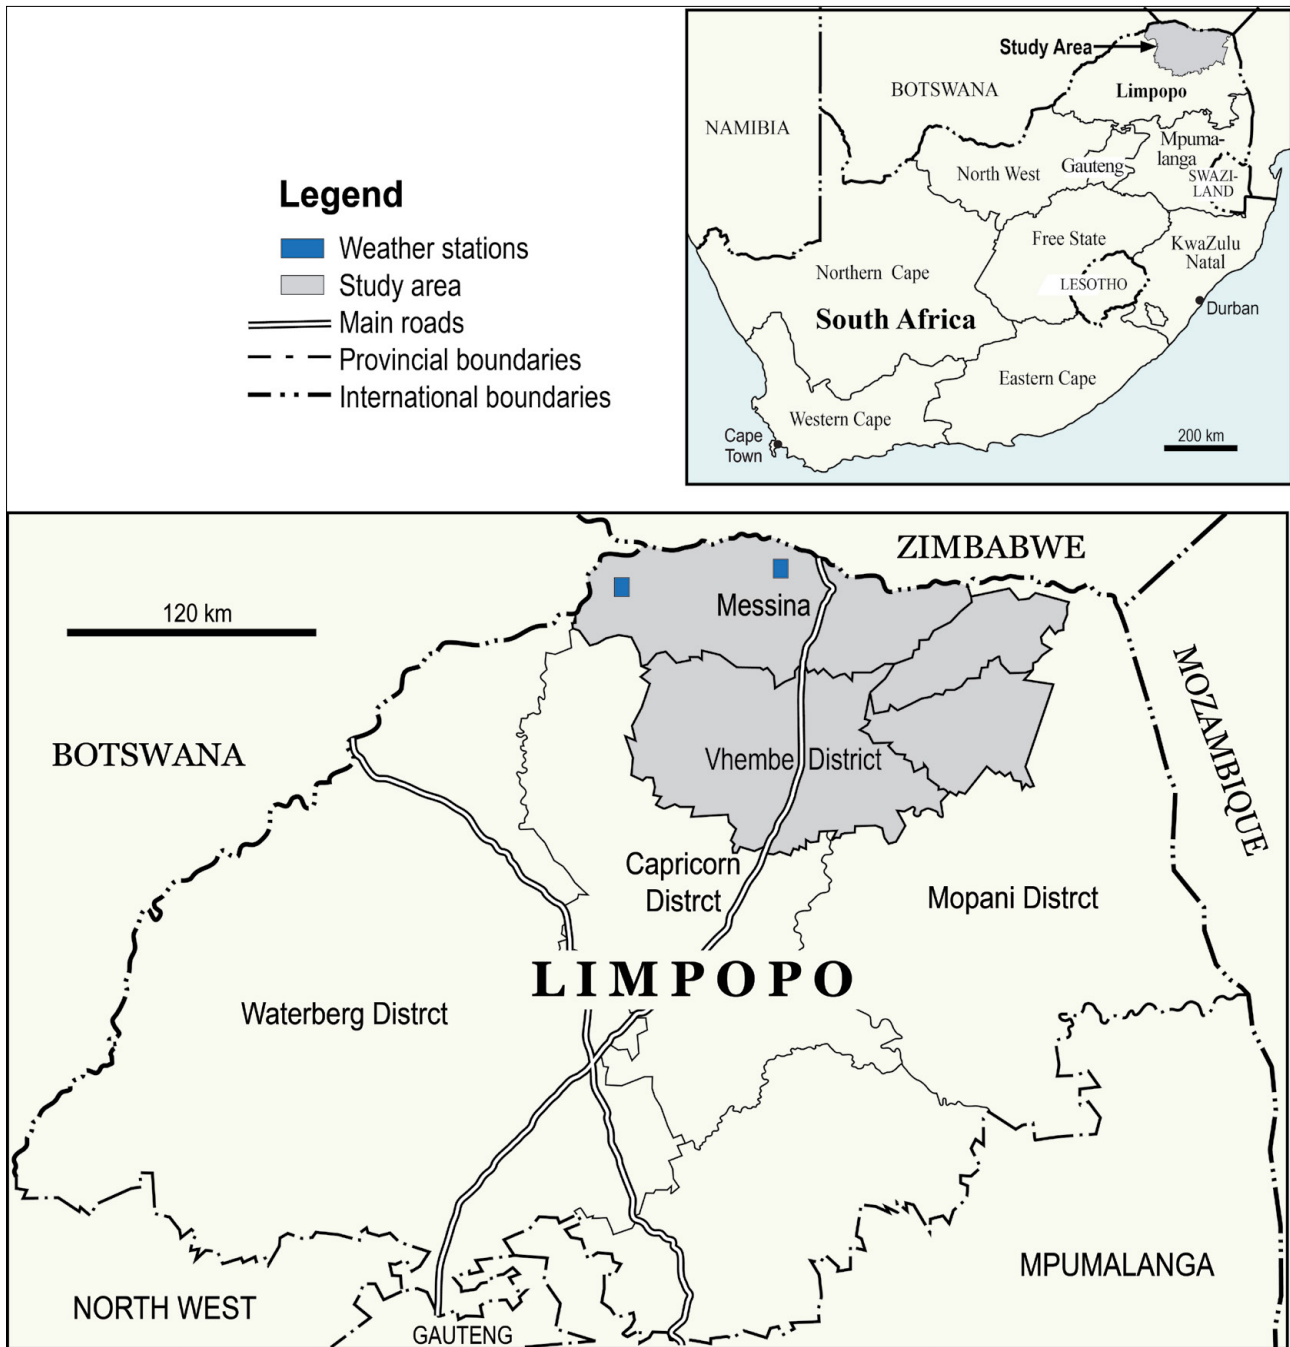 Legend
Weather stations
Study area
Main roads
Provincial boundaries
International boundaries
Study Area
Limpopo
BOTSWANA
NAMIBIA
Mpuma-
langa
North West
Gauteng
SWAZI-
LAND
Free State
KwaZulu
Natal
Northern Cape
LESOTHO
Durban
South Africa
Eastern Cape
Western Cape
Cape
Town
200 km
ZIMBABWE
120 km
Messina
MOZAMBIQUE
BOTSWANA
Vhembe District
Capricorn
Distrct
Mopani Distrct
LIMPOPO
Waterberg Distrct
MPUMALANGA
NORTH WEST
GAUTENG